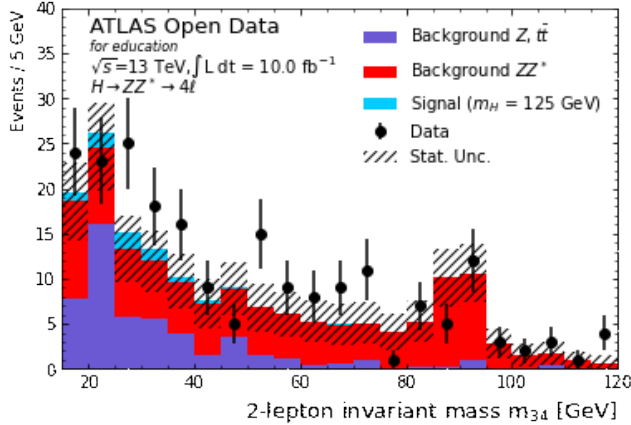 40
35
30
25
20
15
10
5
0
Events / 5 GeV
ATLAS Open Data
for education
√s=13 TeV,∫L dt = 10.0 fb⁻¹
H→ZZ*→4ℓ
Background Z, tt̄
Background ZZ*
Signal (m_H = 125 GeV)
Data
Stat. Unc.
20 40 60 80 100 120
2-lepton invariant mass m₃₄ [GeV]